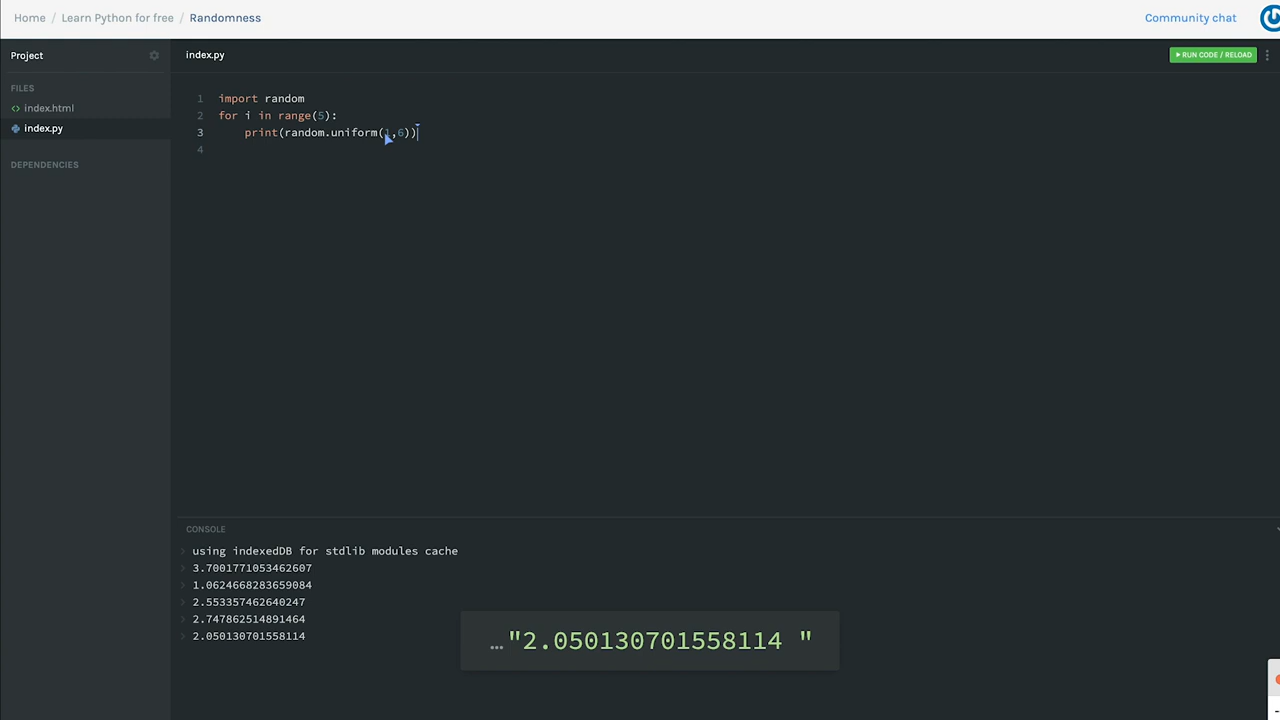 Home / Learn Python for free / Randomness
Community chat
Project
index.py
RUN CODE / RELOAD
FILES
index.html
index.py
DEPENDENCIES
1 import random
2 for i in range(5):
3 print(random.uniform(1,6))
4
CONSOLE
using indexedDB for stdlib modules cache
3.7001771053462607
1.0624668283659084
2.553357462640247
2.747862514891464
2.050130701558114
…"2.050130701558114 "